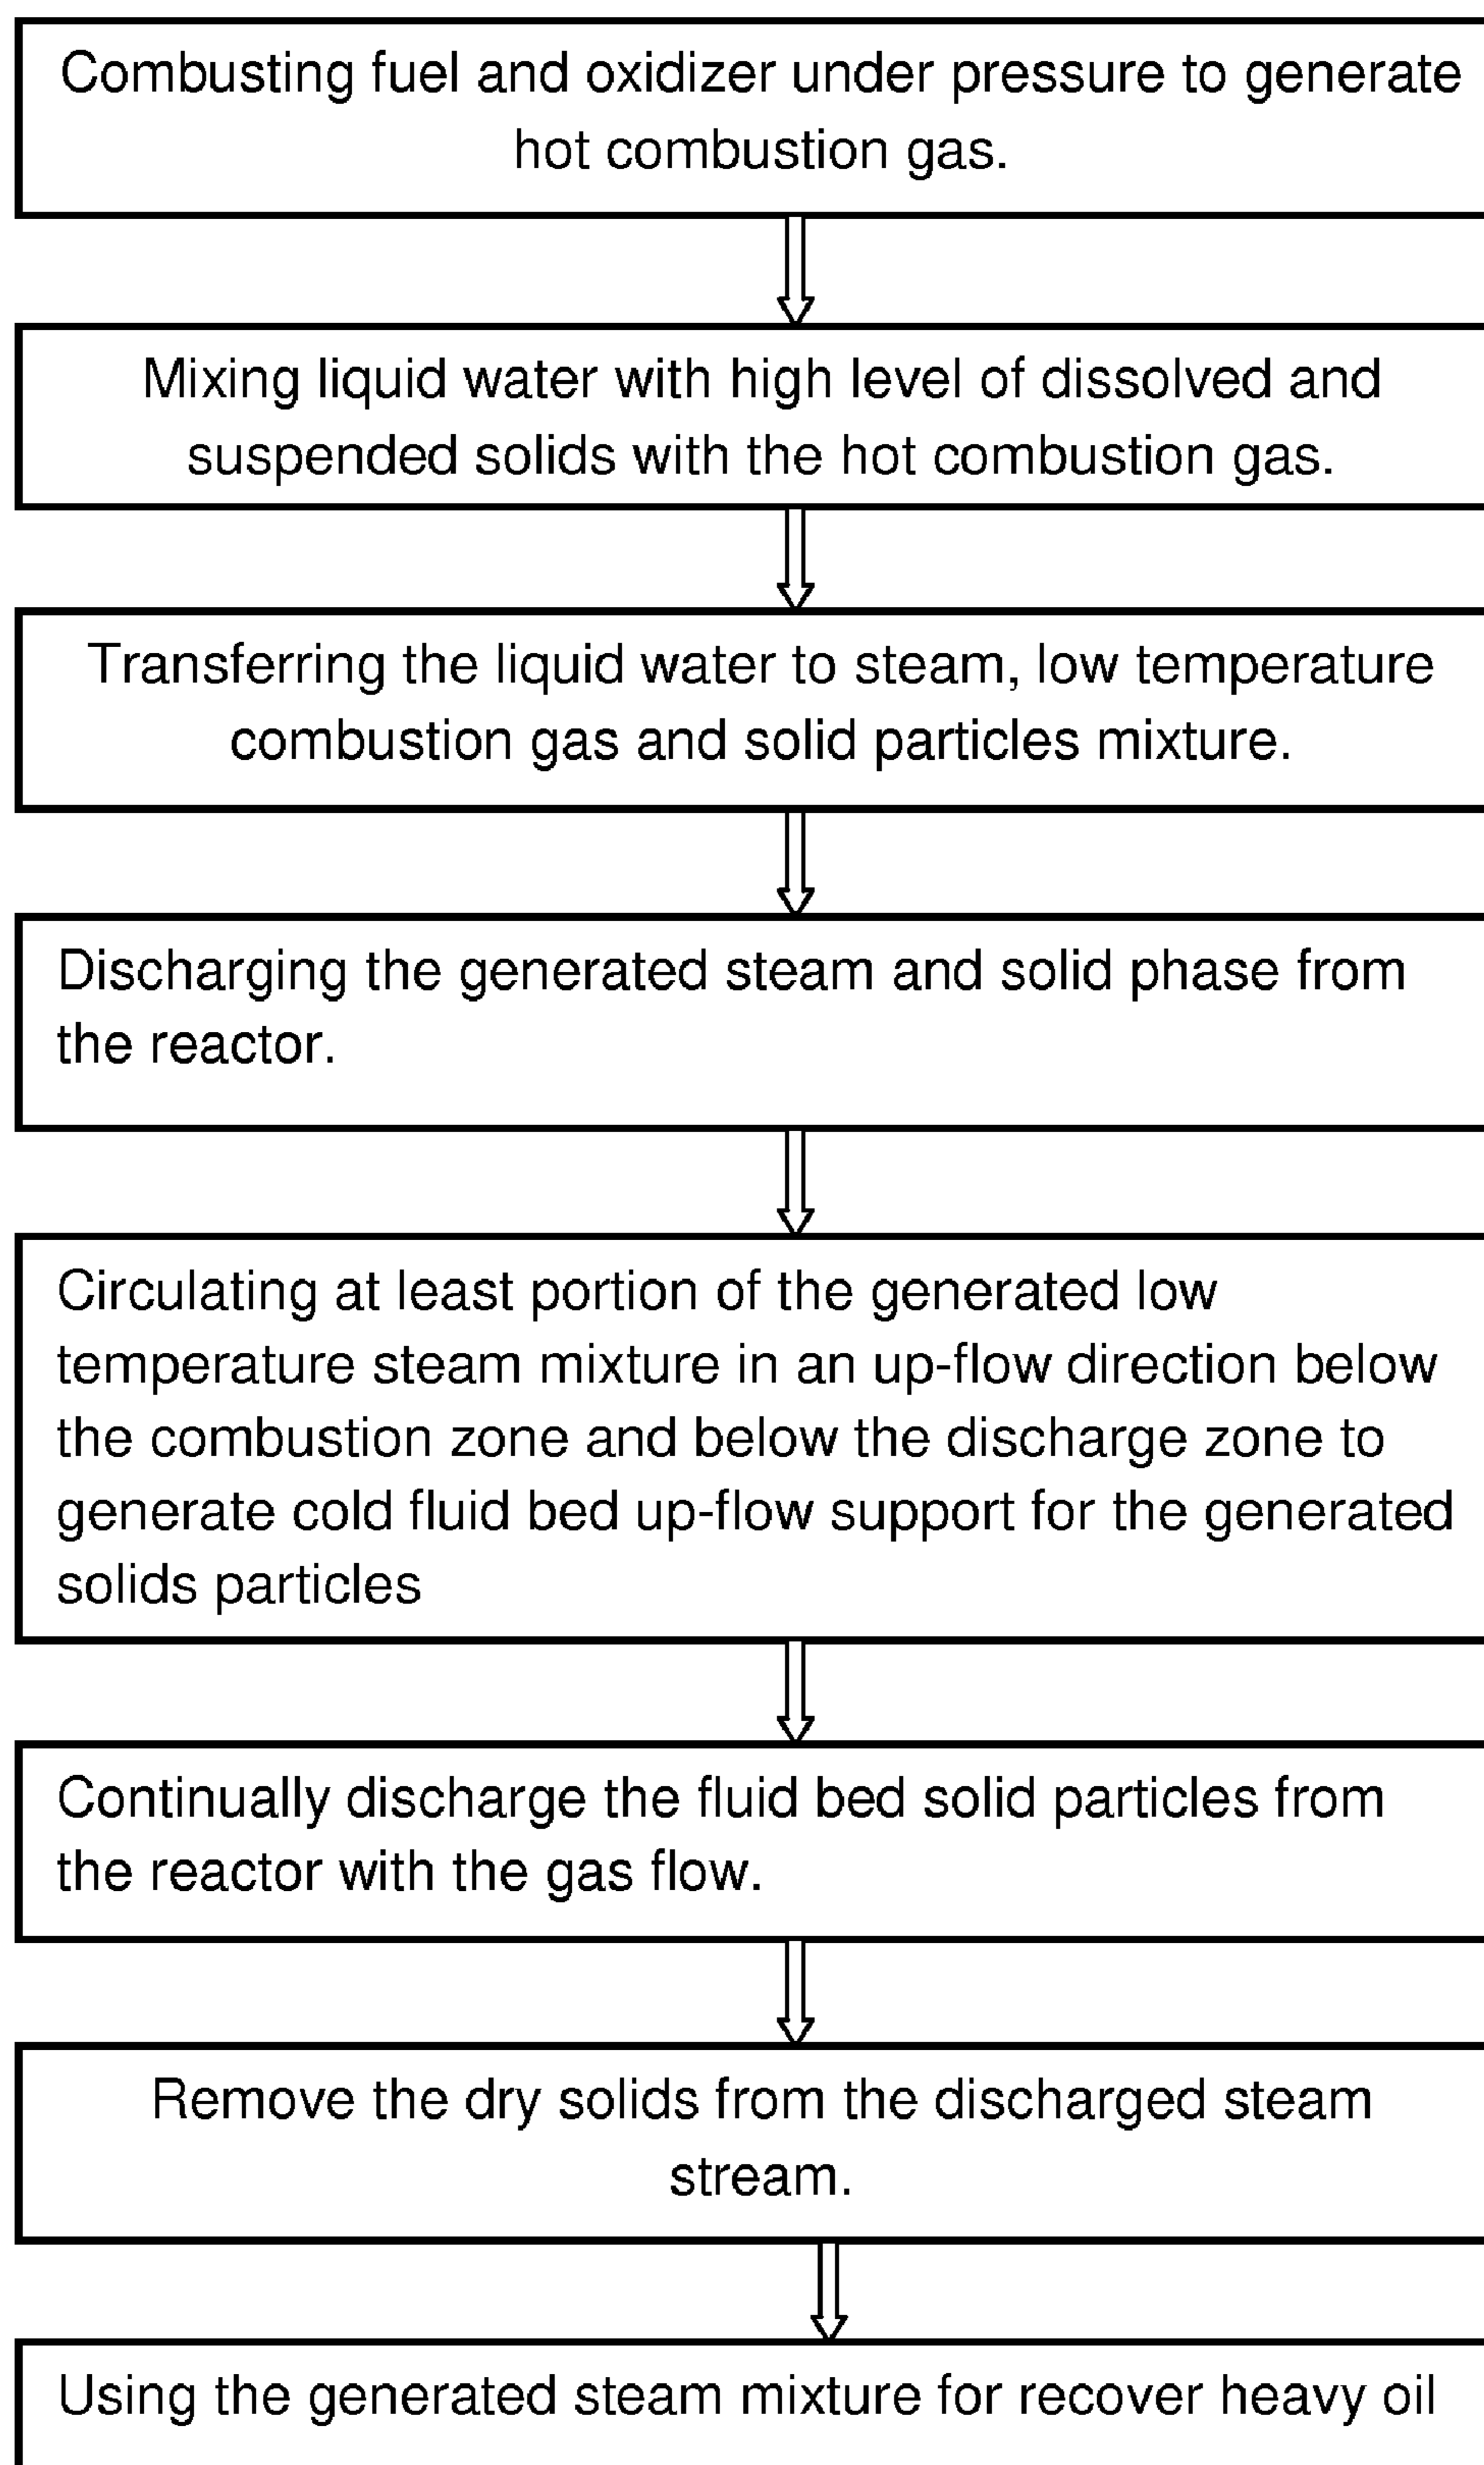 Combusting fuel and oxidizer under pressure to generate
hot combustion gas.
Mixing liquid water with high level of dissolved and
suspended solids with the hot combustion gas.
Transferring the liquid water to steam, low temperature
combustion gas and solid particles mixture.
Discharging the generated steam and solid phase from
the reactor.
Circulating at least portion of the generated low
temperature steam mixture in an up-flow direction below
the combustion zone and below the discharge zone to
generate cold fluid bed up-flow support for the generated
solids particles
Continually discharge the fluid bed solid particles from
the reactor with the gas flow.
Remove the dry solids from the discharged steam
stream.
Using the generated steam mixture for recover heavy oil